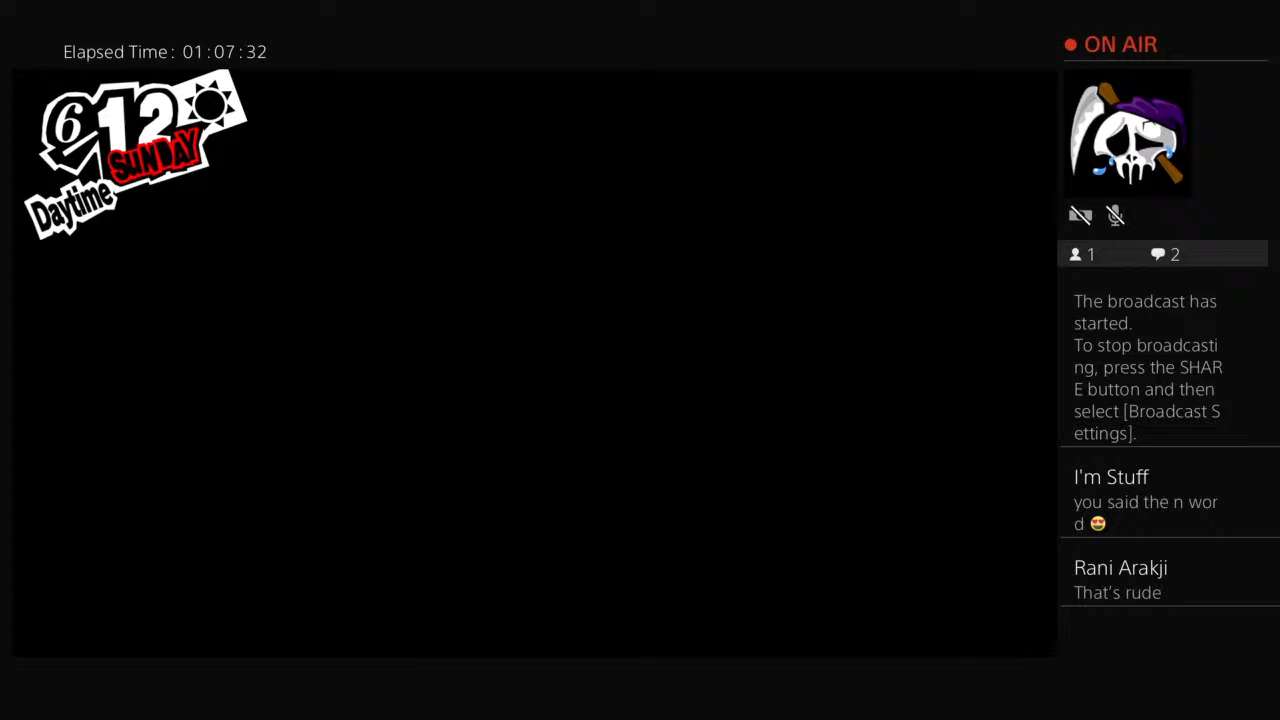 Elapsed Time: 01:07:32
ON AIR
6 12
SUNDAY
Daytime
1 2
The broadcast has
started.
To stop broadcasti
ng, press the SHAR
E button and then
select [Broadcast S
ettings].
I'm Stuff
you said the n wor
d 😍
Rani Arakji
That's rude